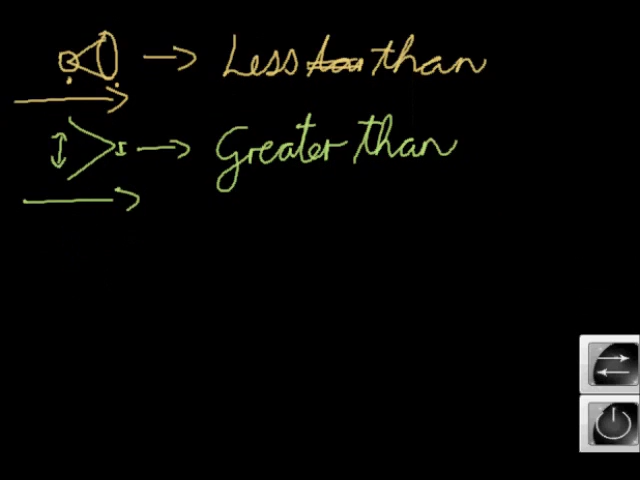 < → Less than
> → Greater than